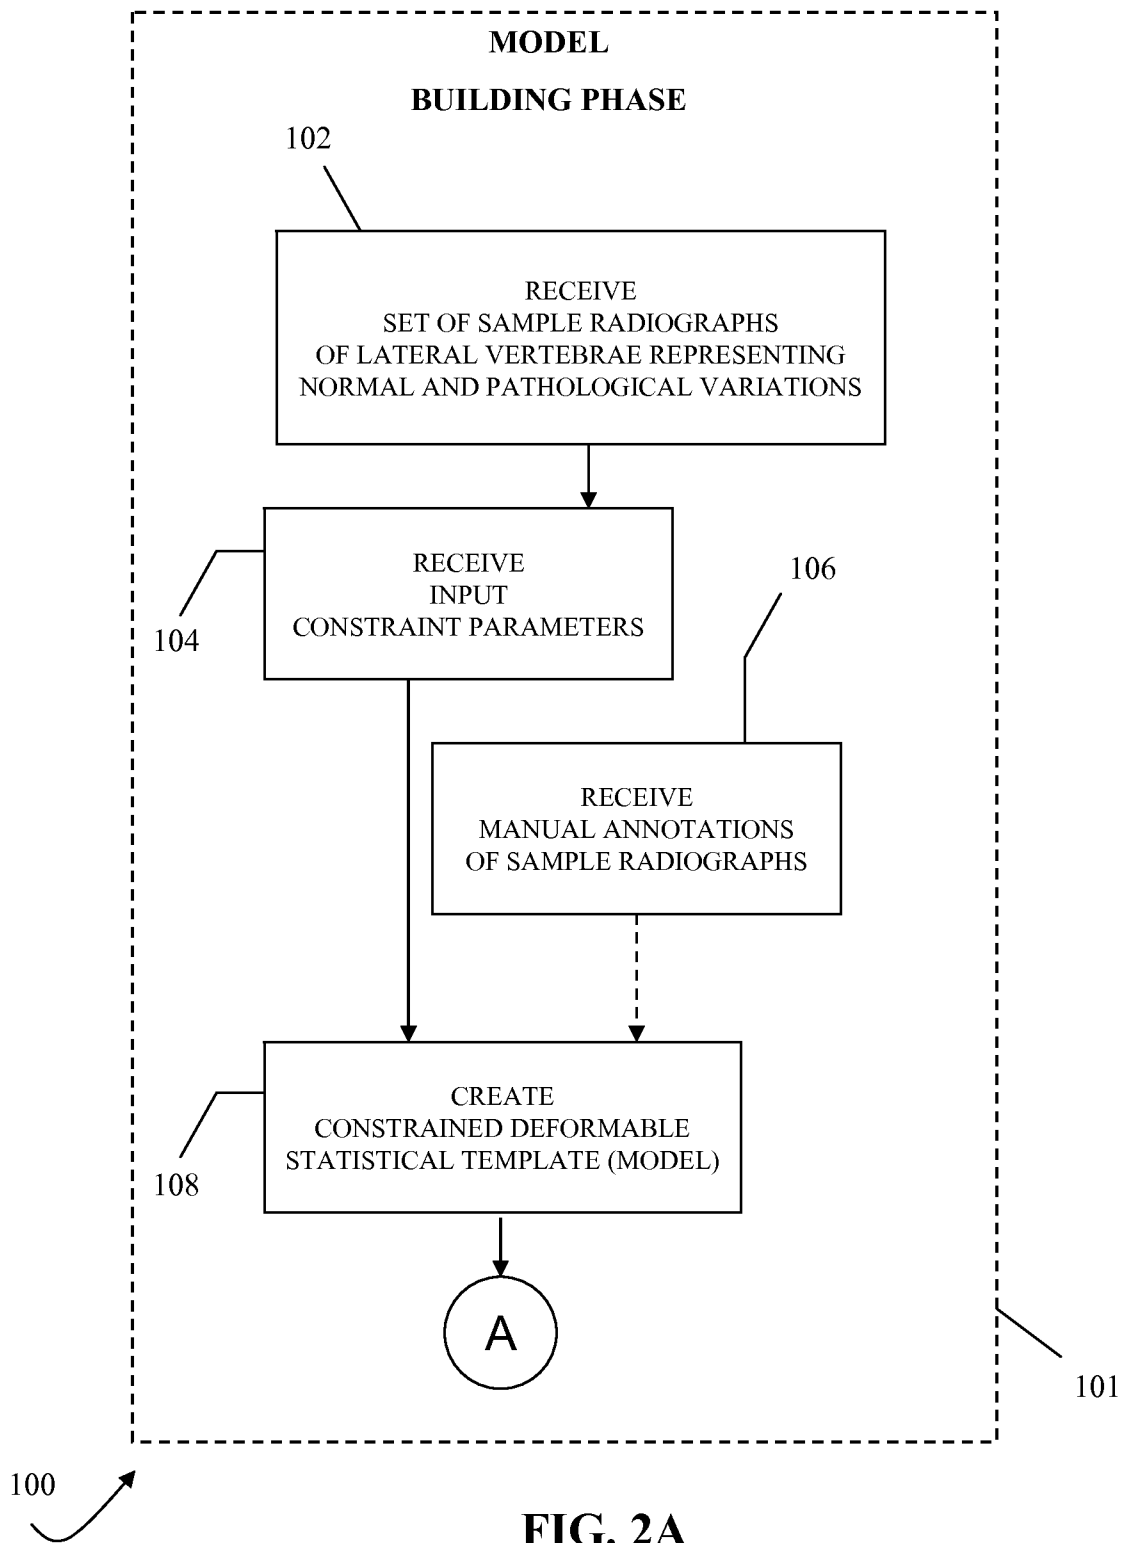 MODEL
BUILDING PHASE
102
RECEIVE
SET OF SAMPLE RADIOGRAPHS
OF LATERAL VERTEBRAE REPRESENTING
NORMAL AND PATHOLOGICAL VARIATIONS
104
RECEIVE
INPUT
CONSTRAINT PARAMETERS
106
RECEIVE
MANUAL ANNOTATIONS
OF SAMPLE RADIOGRAPHS
108
CREATE
CONSTRAINED DEFORMABLE
STATISTICAL TEMPLATE (MODEL)
A
101
100
FIG. 2A